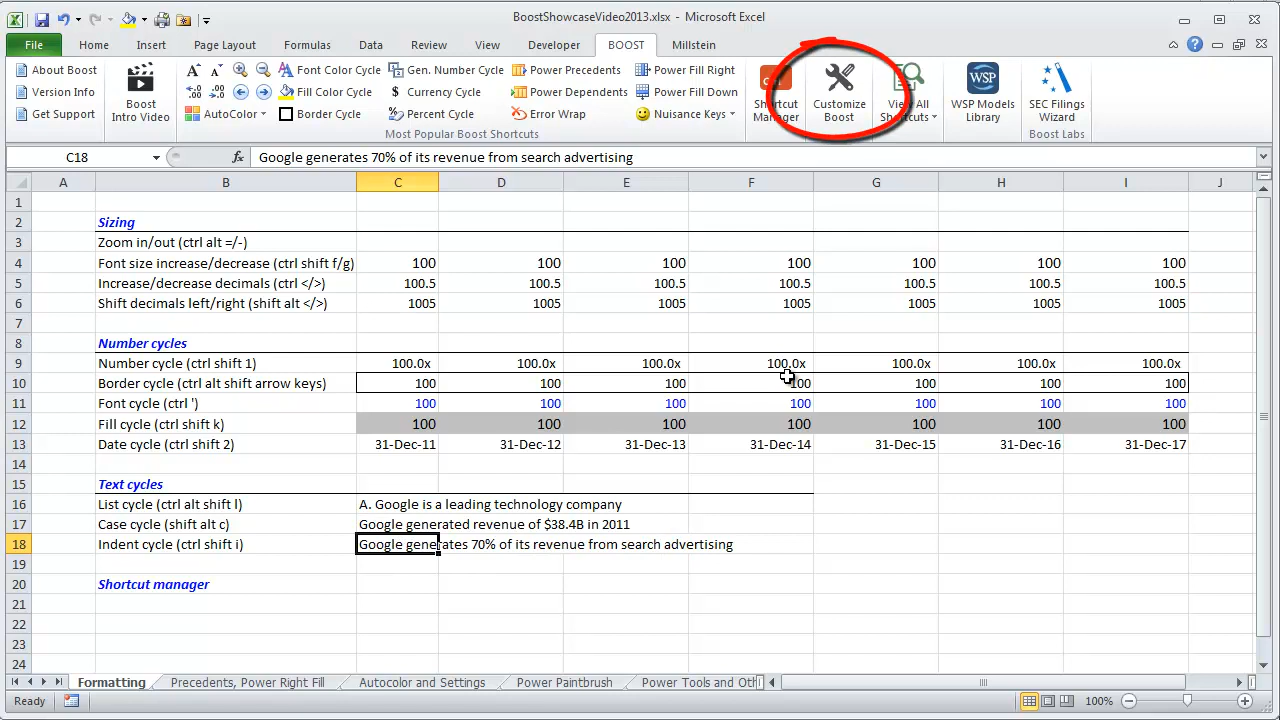 BoostShowcaseVideo2013.xlsx - Microsoft Excel
File Home Insert Page Layout Formulas Data Review View Developer BOOST Millstein
About Boost
Version Info
Get Support
Boost
Intro Video
AutoColor
Font Color Cycle
Fill Color Cycle
Border Cycle
Gen. Number Cycle
Currency Cycle
Percent Cycle
Power Precedents
Power Dependents
Error Wrap
Power Fill Right
Power Fill Down
Nuisance Keys
Most Popular Boost Shortcuts
Shortcut
Manager
Customize
Boost
View All
Shortcuts
WSP
WSP Models
Library
SEC Filings
Wizard
Boost Labs
C18 fx Google generates 70% of its revenue from search advertising
A B C D E F G H I J
1
2 Sizing
3 Zoom in/out (ctrl alt =/-)
4 Font size increase/decrease (ctrl shift f/g) 100 100 100 100 100 100 100
5 Increase/decrease decimals (ctrl </>) 100.5 100.5 100.5 100.5 100.5 100.5 100.5
6 Shift decimals left/right (shift alt </>) 1005 1005 1005 1005 1005 1005 1005
7
8 Number cycles
9 Number cycle (ctrl shift 1) 100.0x 100.0x 100.0x 100.0x 100.0x 100.0x 100.0x
10 Border cycle (ctrl alt shift arrow keys) 100 100 100 100 100 100 100
11 Font cycle (ctrl ') 100 100 100 100 100 100 100
12 Fill cycle (ctrl shift k) 100 100 100 100 100 100 100
13 Date cycle (ctrl shift 2) 31-Dec-11 31-Dec-12 31-Dec-13 31-Dec-14 31-Dec-15 31-Dec-16 31-Dec-17
14
15 Text cycles
16 List cycle (ctrl alt shift l) A. Google is a leading technology company
17 Case cycle (shift alt c) Google generated revenue of $38.4B in 2011
18 Indent cycle (ctrl shift i) Google generates 70% of its revenue from search advertising
19
20 Shortcut manager
21
22
23
24
Formatting Precedents, Power Right Fill Autocolor and Settings Power Paintbrush Power Tools and Oth
Ready 100%